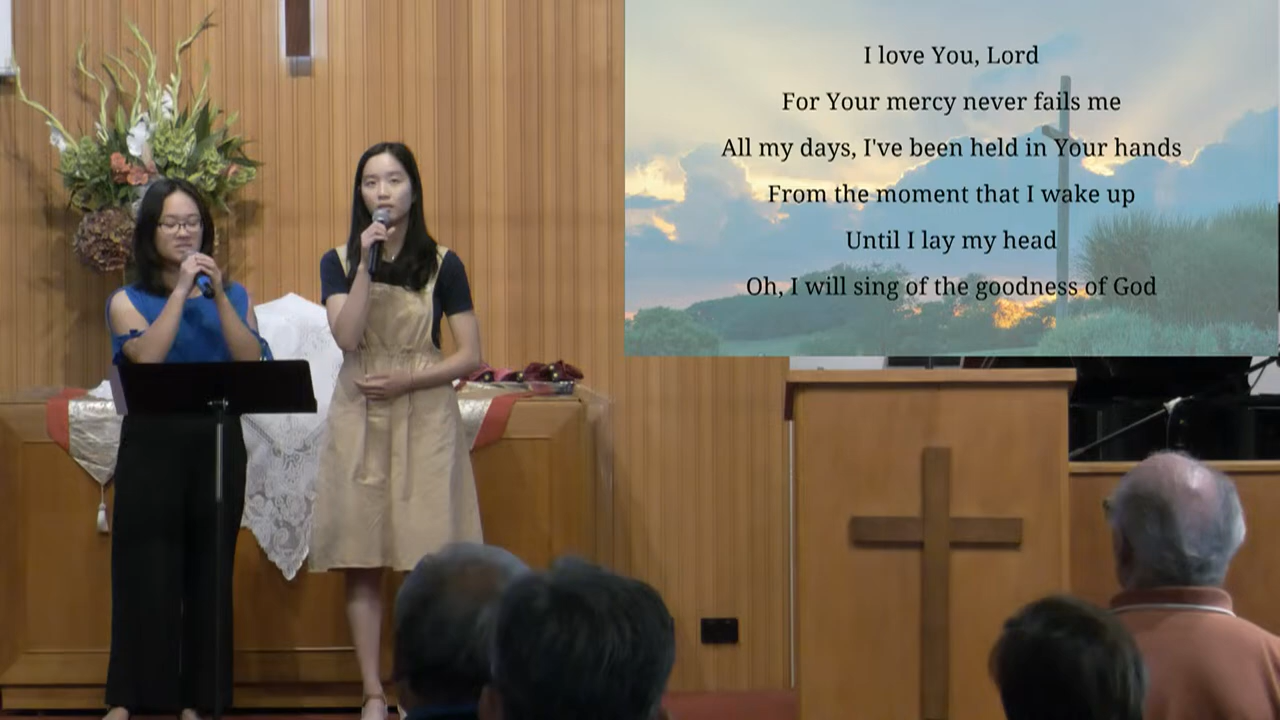 I love You, Lord
For Your mercy never fails me
All my days, I've been held in Your hands
From the moment that I wake up
Until I lay my head
Oh, I will sing of the goodness of God